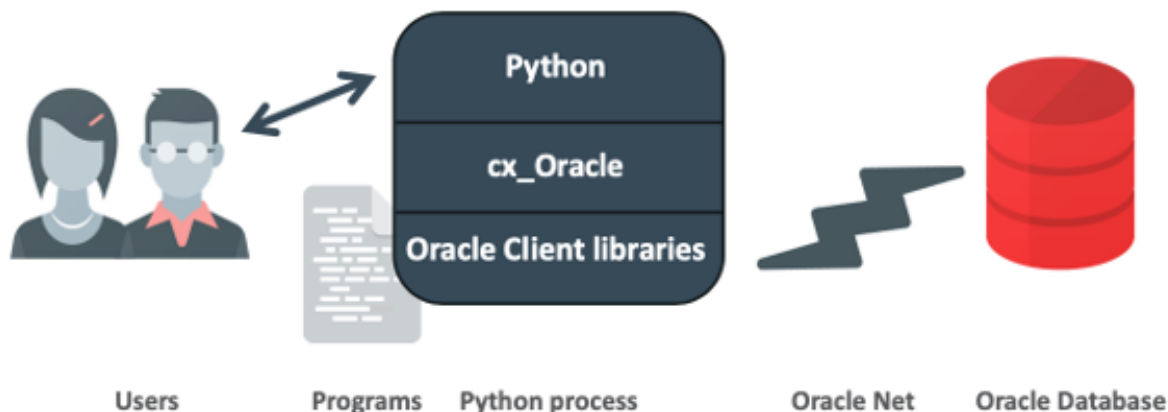 Python
cx_Oracle
Oracle Client libraries
Users
Programs
Python process
Oracle Net
Oracle Database